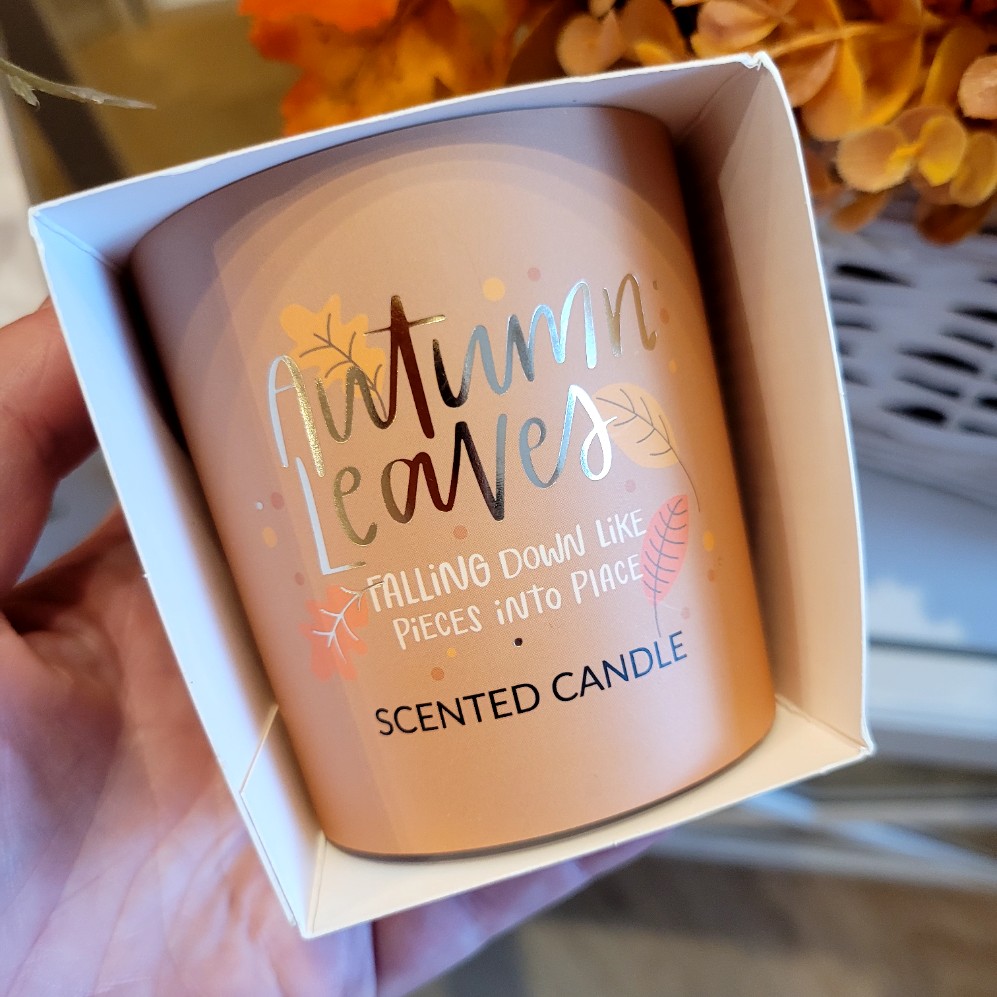 Autumn
Leaves
FALLING DOWN LIKE
PIECES INTO PLACE
SCENTED CANDLE